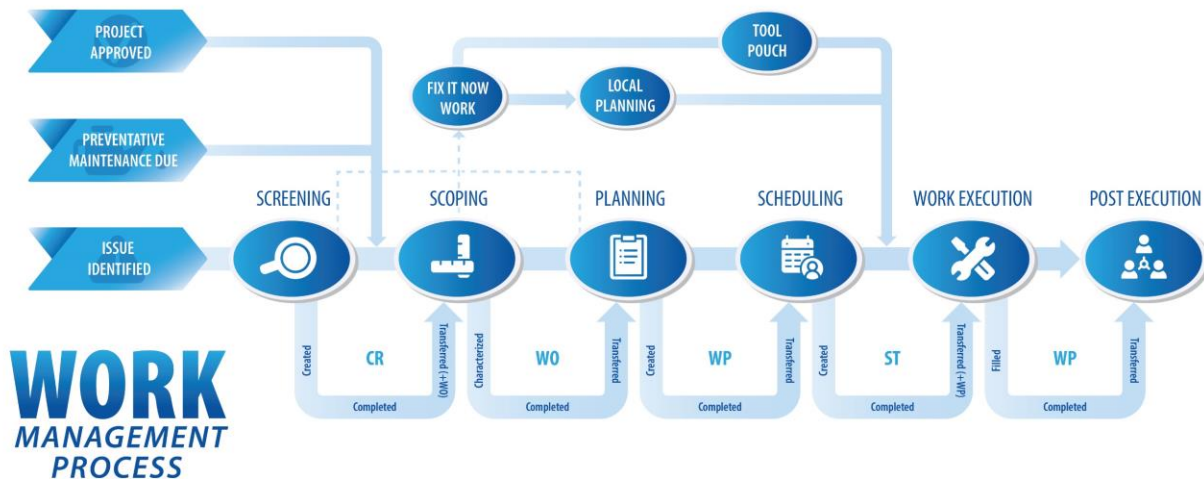 PROJECT
APPROVED
PREVENTATIVE
MAINTENANCE DUE
ISSUE
IDENTIFIED
TOOL
POUCH
FIX IT NOW
WORK
LOCAL
PLANNING
SCREENING
SCOPING
PLANNING
SCHEDULING
WORK EXECUTION
POST EXECUTION
Created
CR
Transferred (+WO)
Completed
Characterized
WO
Transferred
Completed
Created
WP
Transferred
Completed
Created
ST
Transferred (+WP)
Completed
Filled
WP
Transferred
Completed
WORK
MANAGEMENT
PROCESS